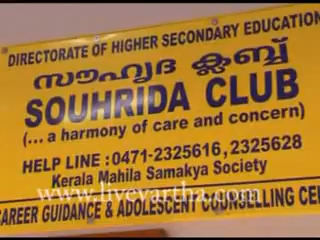 DIRECTORATE OF HIGHER SECONDARY EDUCATION
സൗഹൃദ ക്ലബ്ബ്
SOUHRIDA CLUB
(... a harmony of care and concern)
HELP LINE : 0471-2325616, 2325628
Kerala Mahila Samakya Society
www.livevartha.com
CAREER GUIDANCE & ADOLESCENT COUNSELLING CE